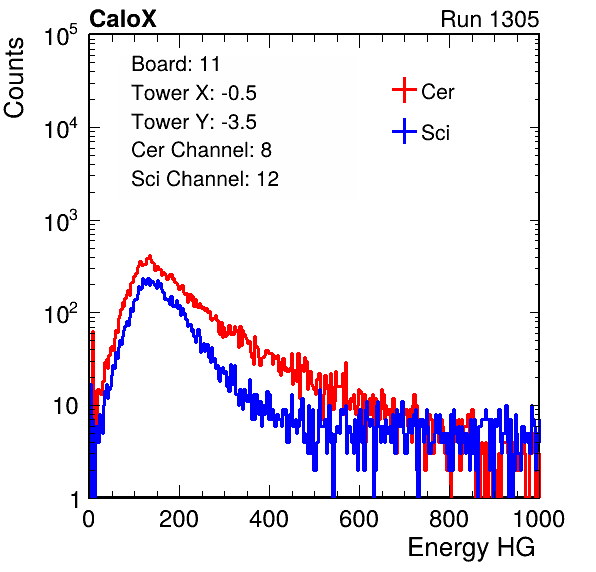 CaloX Run 1305
Counts
Board: 11
Tower X: -0.5
Tower Y: -3.5
Cer Channel: 8
Sci Channel: 12
Cer
Sci
10^5
10^4
10^3
10^2
10
1
0 200 400 600 800 1000
Energy HG